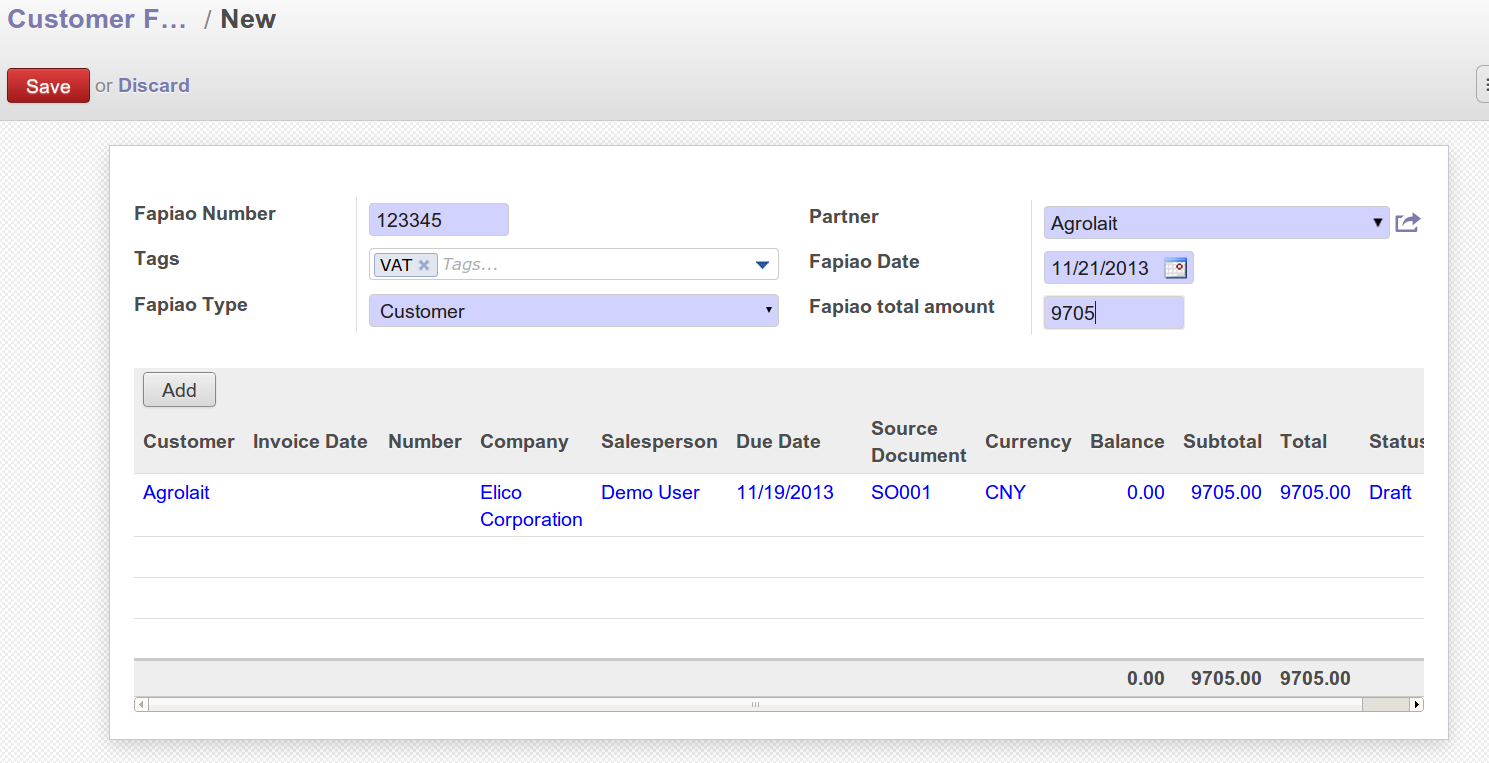 Customer F... / New
Save or Discard
Fapiao Number 123345
Partner Agrolait
Tags VAT Tags...
Fapiao Date 11/21/2013
Fapiao Type Customer
Fapiao total amount 9705
Add
Customer Invoice Date Number Company Salesperson Due Date Source Document Currency Balance Subtotal Total Status
Agrolait Elico Corporation Demo User 11/19/2013 SO001 CNY 0.00 9705.00 9705.00 Draft
0.00 9705.00 9705.00